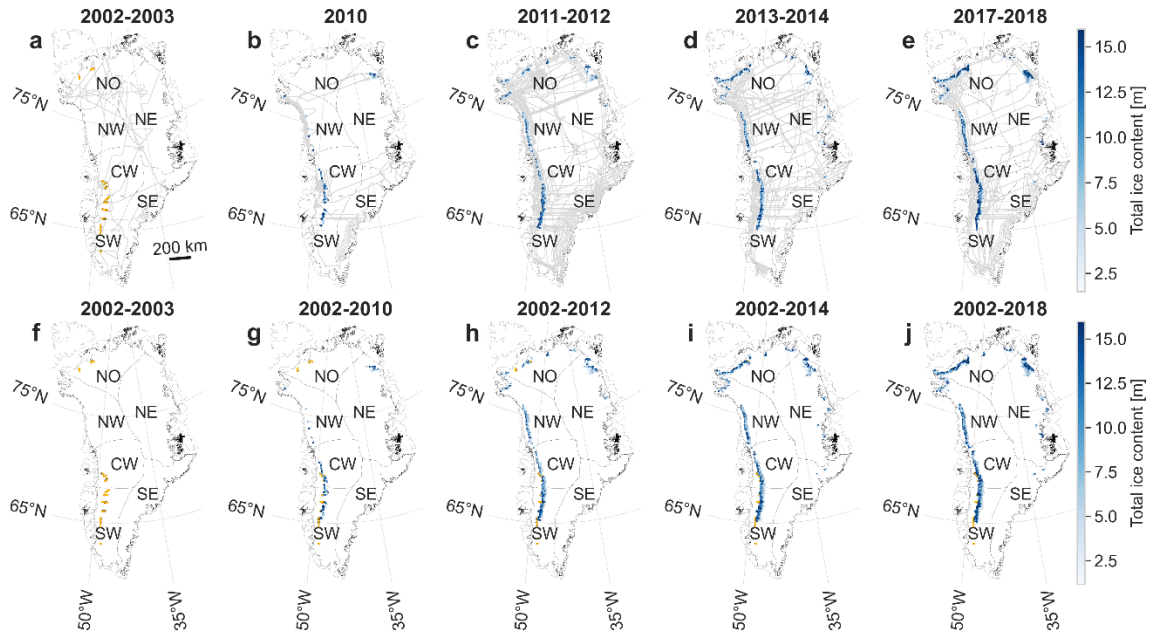 2002-2003 2010 2011-2012 2013-2014 2017-2018
a b c d e
NO NO NO NO NO
75°N 75°N 75°N 75°N 75°N
NW NE NW NE NW NE NW NE NW NE
CW CW CW CW CW
SE SE SE SE SE
65°N 65°N 65°N 65°N 65°N
SW SW SW SW SW
200 km
15.0
12.5
10.0
7.5
5.0
2.5
Total ice content [m]
2002-2003 2002-2010 2002-2012 2002-2014 2002-2018
f g h i j
NO NO NO NO NO
75°N 75°N 75°N 75°N 75°N
NW NE NW NE NW NE NW NE NW NE
CW CW CW CW CW
SE SE SE SE SE
65°N 65°N 65°N 65°N 65°N
SW SW SW SW SW
50°W 35°W 50°W 35°W 50°W 35°W 50°W 35°W 50°W 35°W
15.0
12.5
10.0
7.5
5.0
2.5
Total ice content [m]